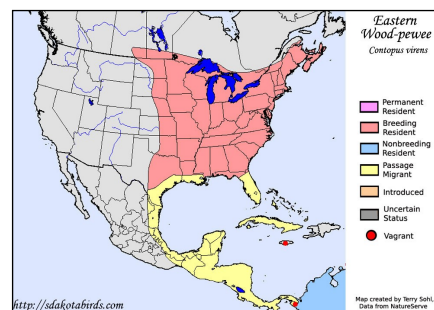 Eastern
Wood-pewee
Contopus virens
Permanent
Resident
Breeding
Resident
Nonbreeding
Resident
Passage
Migrant
Introduced
Uncertain
Status
Vagrant
Map created by Terry Sohl,
Data from NatureServe
http://sdakotabirds.com